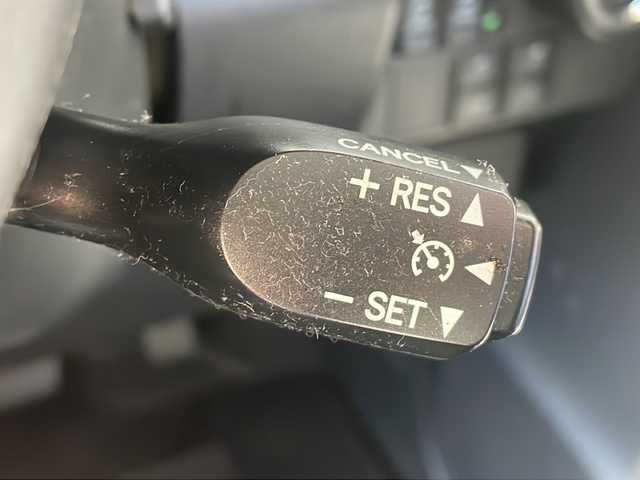 CANCEL▼
+ RES ▲
− SET ▼